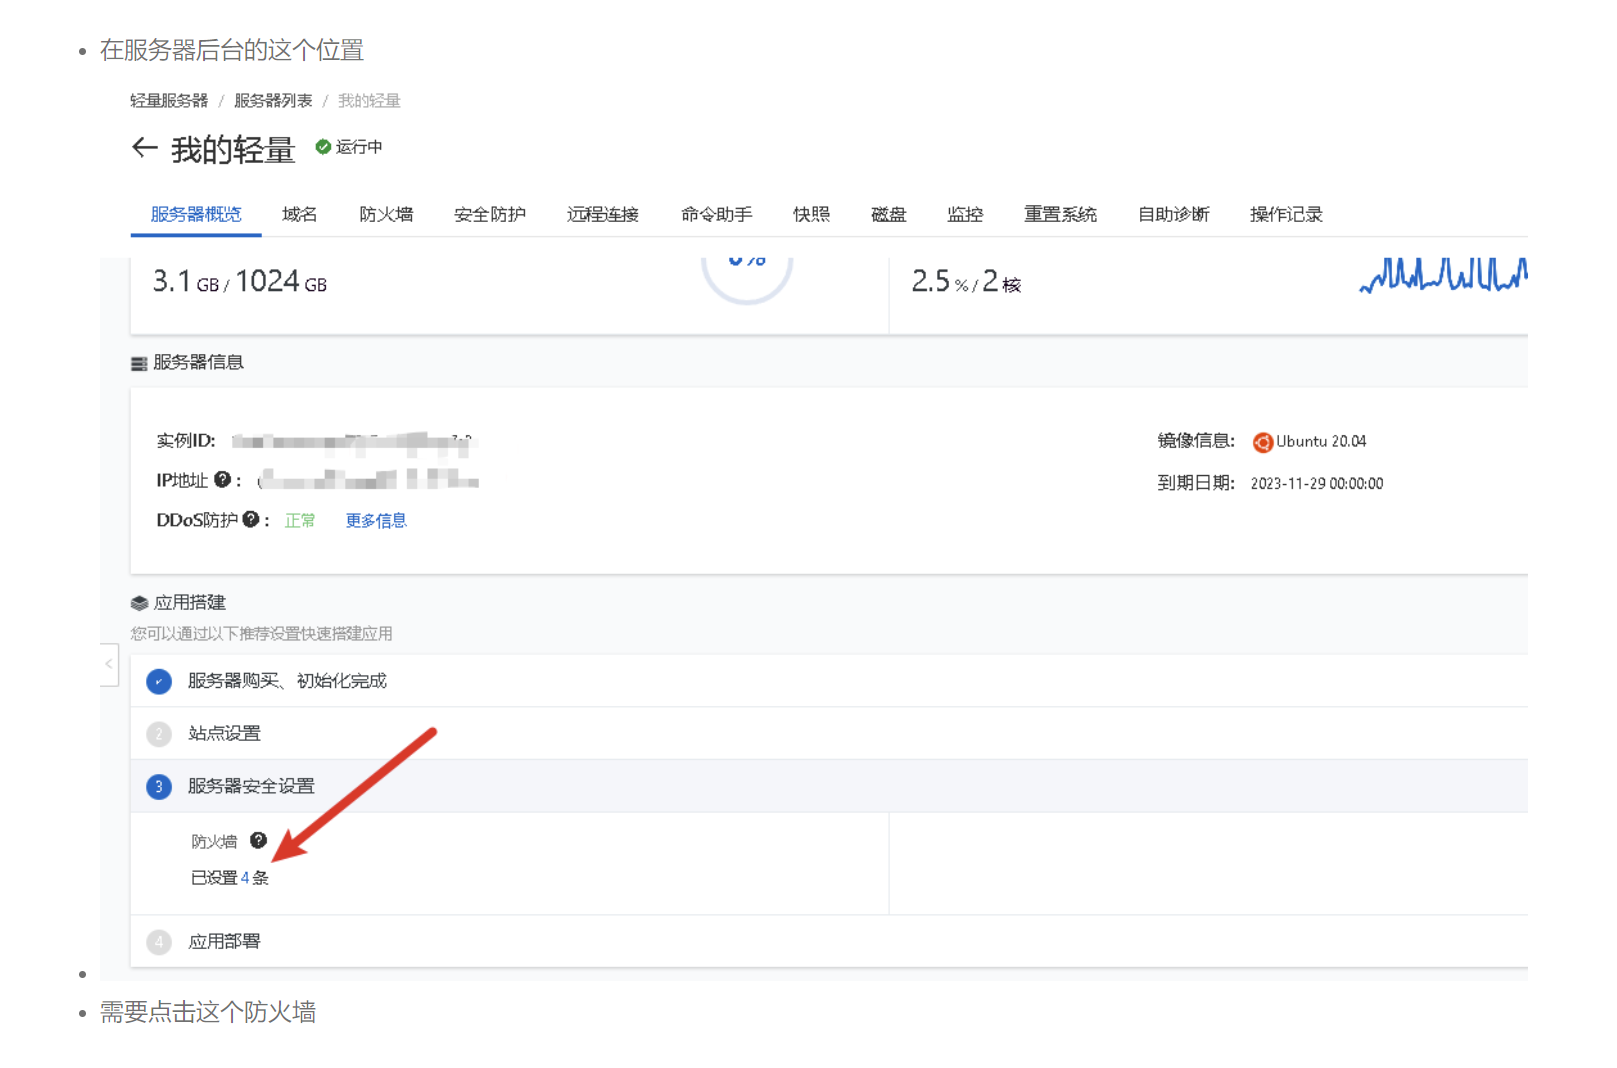 在服务器后台的这个位置
轻量服务器 / 服务器列表 / 我的轻量
← 我的轻量 运行中
服务器概览 域名 防火墙 安全防护 远程连接 命令助手 快照 磁盘 监控 重置系统 自助诊断 操作记录
3.1 GB / 1024 GB 2.5 % / 2 核
服务器信息
实例ID: 镜像信息: Ubuntu 20.04
IP地址 ? :
到期日期: 2023-11-29 00:00:00
DDoS防护 ? : 正常 更多信息
应用搭建
您可以通过以下推荐设置快速搭建应用
服务器购买、初始化完成
2 站点设置
3 服务器安全设置
防火墙 ?
已设置 4 条
4 应用部署
需要点击这个防火墙